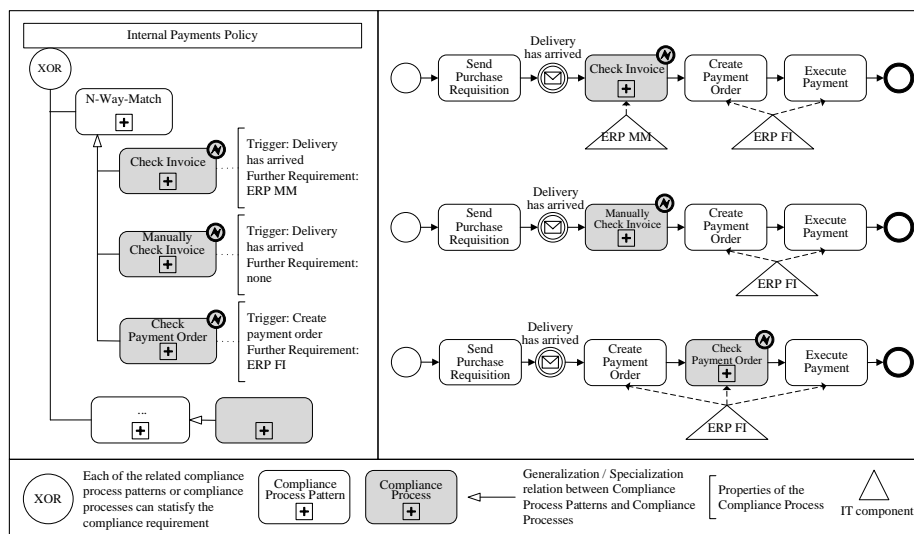 Internal Payments Policy
XOR
N-Way-Match
Check Invoice
Trigger: Delivery
has arrived
Further Requirement:
ERP MM
Manually
Check Invoice
Trigger: Delivery
has arrived
Further Requirement:
none
Check
Payment Order
Trigger: Create
payment order
Further Requirement:
ERP FI
...
Send
Purchase
Requisition
Delivery
has arrived
Check Invoice
Create
Payment
Order
Execute
Payment
ERP MM
ERP FI
Send
Purchase
Requisition
Delivery
has arrived
Manually
Check Invoice
Create
Payment
Order
Execute
Payment
ERP FI
Send
Purchase
Requisition
Delivery
has arrived
Create
Payment
Order
Check
Payment Order
Execute
Payment
ERP FI
XOR
Each of the related compliance
process patterns or compliance
processes can statisfy the
compliance requirement
Compliance
Process Pattern
Compliance
Process
Generalization / Specialization
relation between Compliance
Process Patterns and Compliance
Processes
Properties of the
Compliance Process
IT component